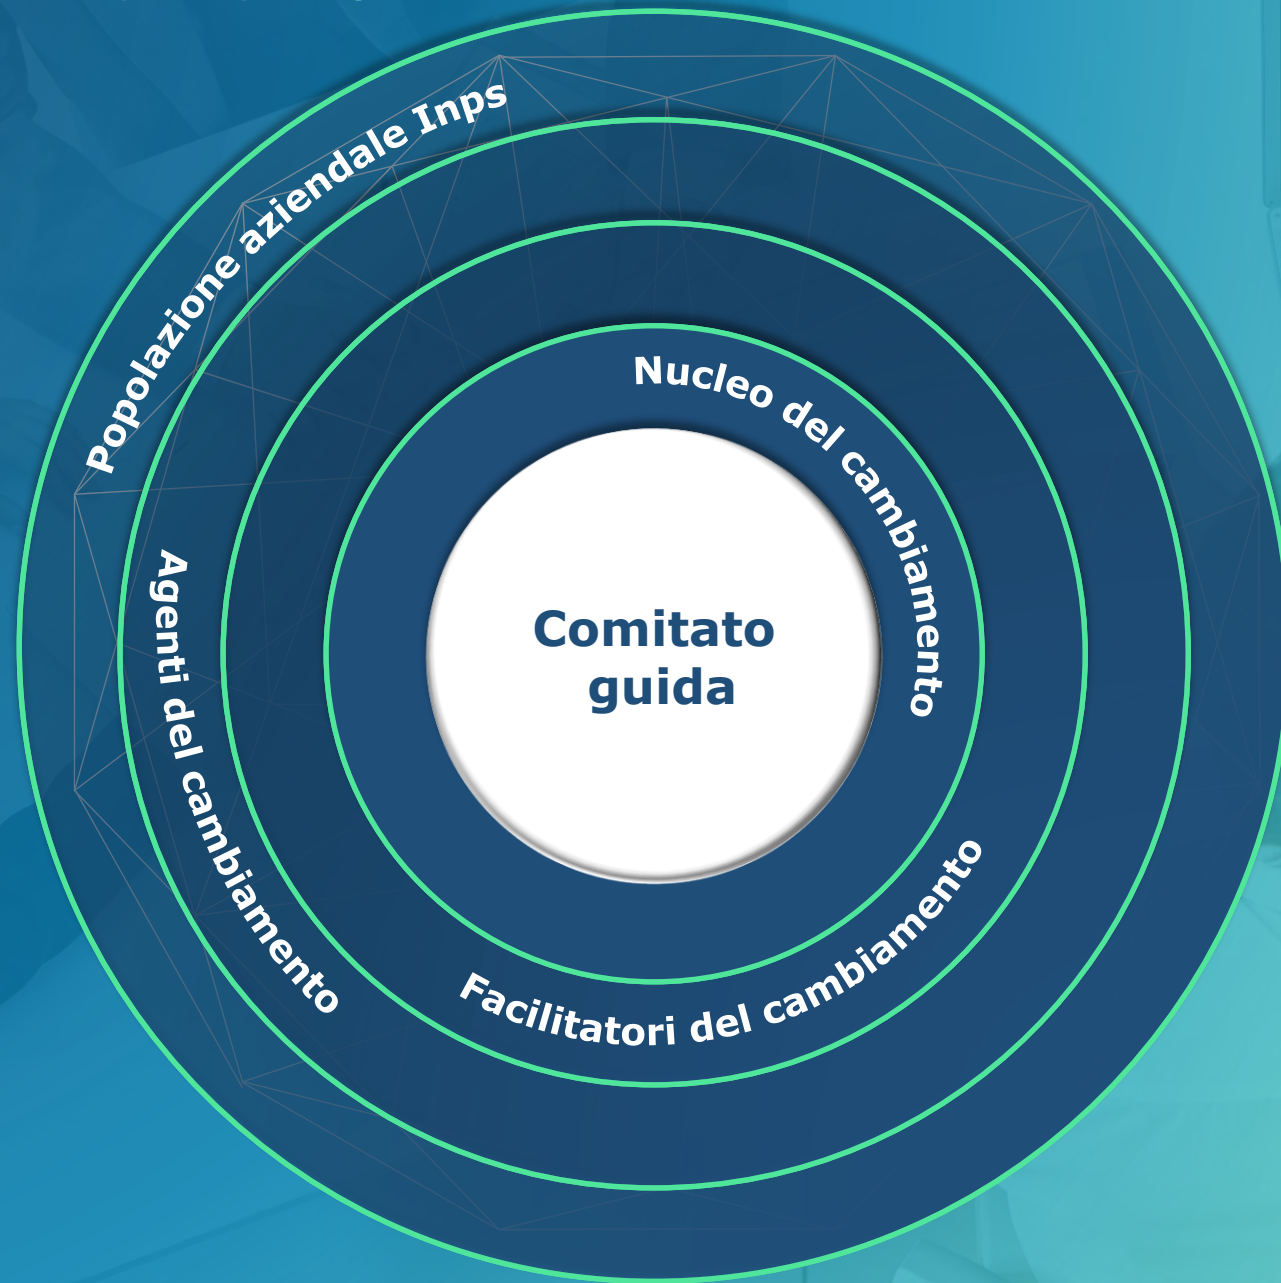 Popolazione aziendale Inps
Nucleo del cambiamento
Agenti del cambiamento
Comitato
guida
Facilitatori del cambiamento